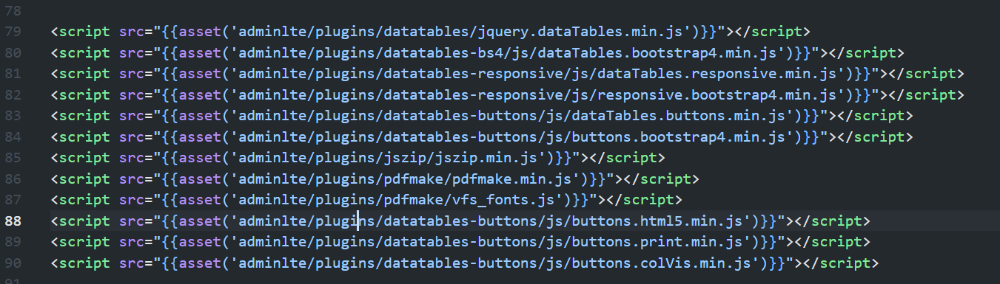 78
79 <script src="{{asset('adminlte/plugins/datatables/jquery.dataTables.min.js')}}"></script>
80 <script src="{{asset('adminlte/plugins/datatables-bs4/js/dataTables.bootstrap4.min.js')}}"></script>
81 <script src="{{asset('adminlte/plugins/datatables-responsive/js/dataTables.responsive.min.js')}}"></script>
82 <script src="{{asset('adminlte/plugins/datatables-responsive/js/responsive.bootstrap4.min.js')}}"></script>
83 <script src="{{asset('adminlte/plugins/datatables-buttons/js/dataTables.buttons.min.js')}}"></script>
84 <script src="{{asset('adminlte/plugins/datatables-buttons/js/buttons.bootstrap4.min.js')}}"></script>
85 <script src="{{asset('adminlte/plugins/jszip/jszip.min.js')}}"></script>
86 <script src="{{asset('adminlte/plugins/pdfmake/pdfmake.min.js')}}"></script>
87 <script src="{{asset('adminlte/plugins/pdfmake/vfs_fonts.js')}}"></script>
88 <script src="{{asset('adminlte/plugins/datatables-buttons/js/buttons.html5.min.js')}}"></script>
89 <script src="{{asset('adminlte/plugins/datatables-buttons/js/buttons.print.min.js')}}"></script>
90 <script src="{{asset('adminlte/plugins/datatables-buttons/js/buttons.colVis.min.js')}}"></script>
91